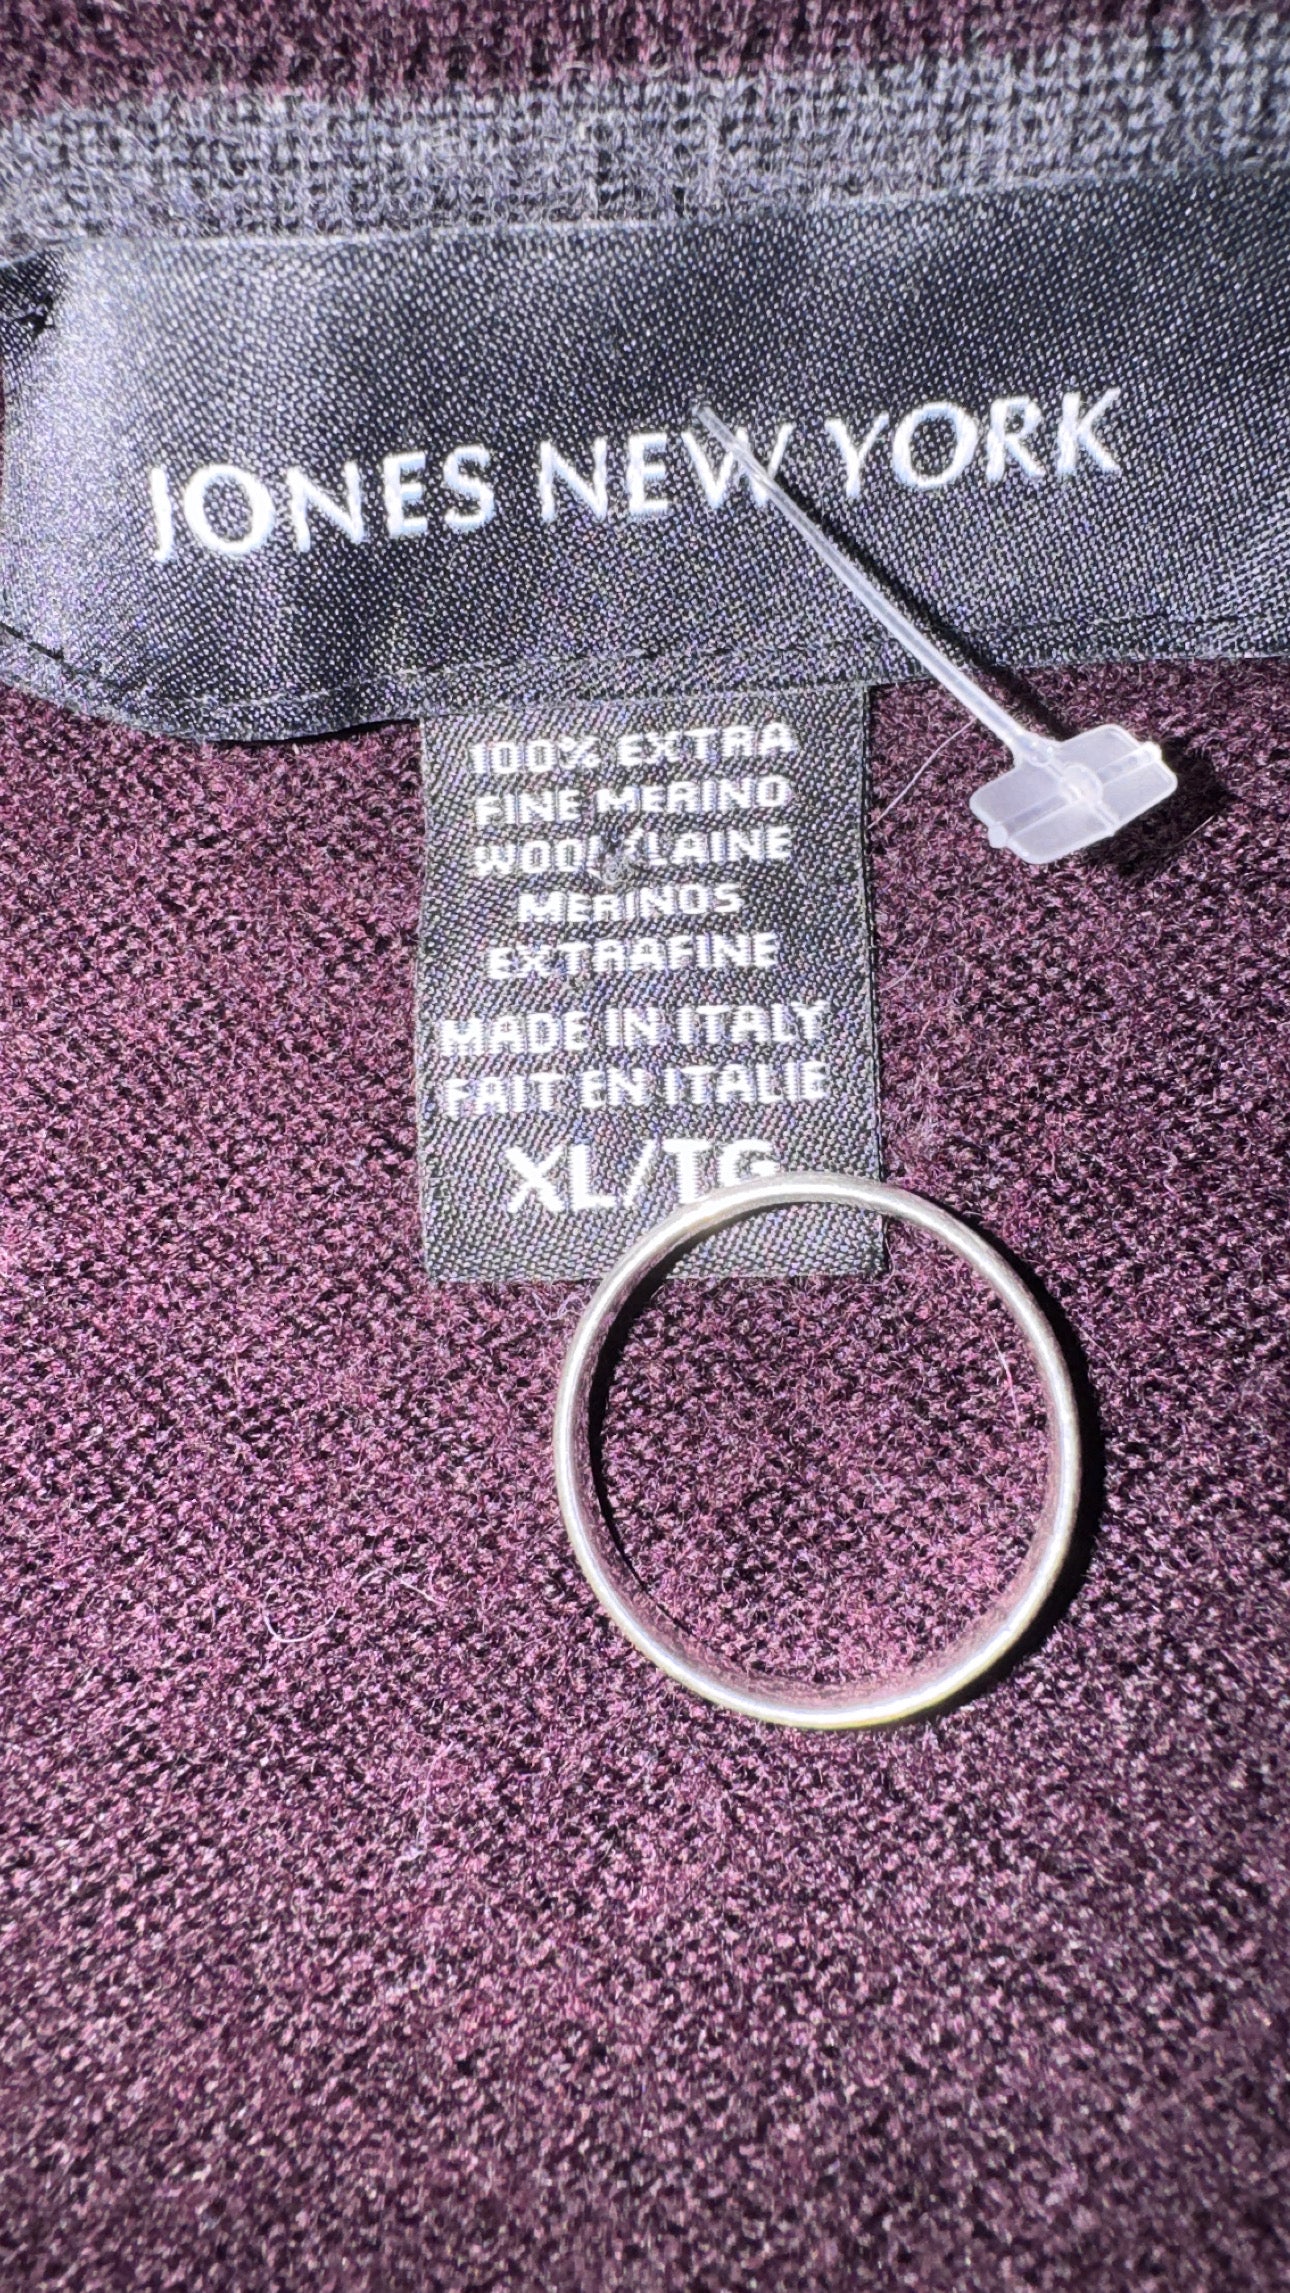 JONES NEW YORK
100% EXTRA
FINE MERINO
WOOL/LAINE
MERINOS
EXTRAFINE
MADE IN ITALY
FAIT EN ITALIE
XL/TG